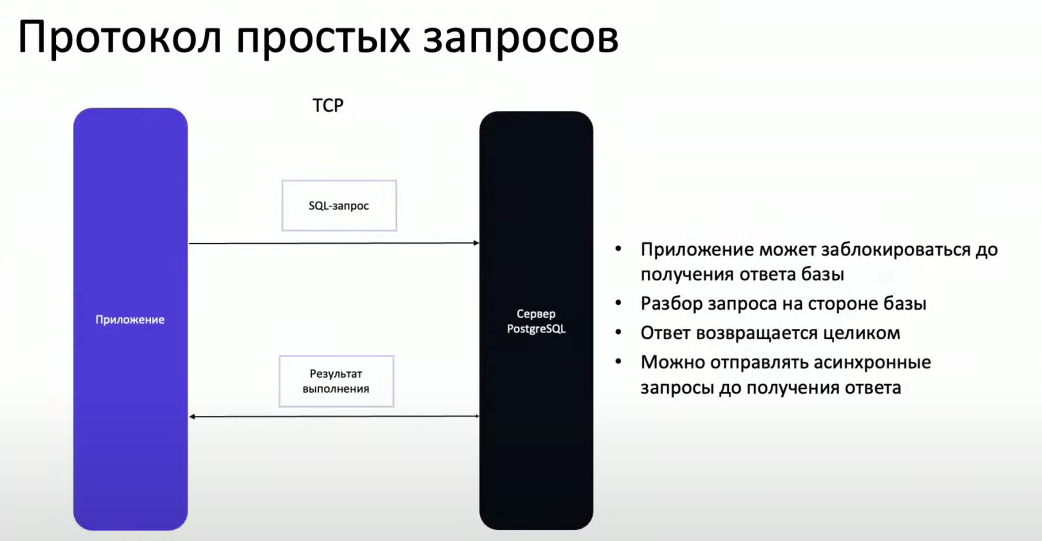 Протокол простых запросов
TCP
SQL-запрос
Приложение
Сервер
PostgreSQL
Результат
выполнения
• Приложение может заблокироваться до
получения ответа базы
• Разбор запроса на стороне базы
• Ответ возвращается целиком
• Можно отправлять асинхронные
запросы до получения ответа